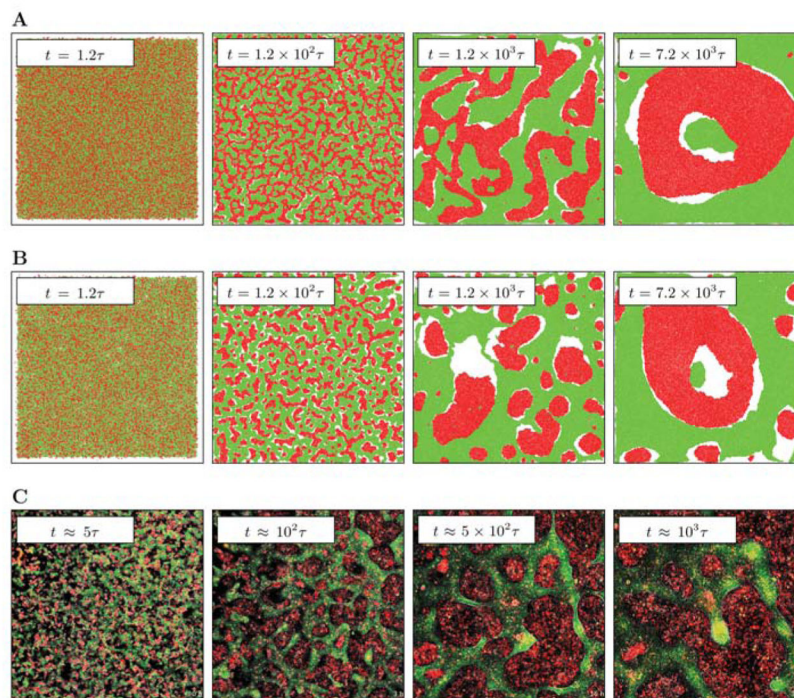 A
t = 1.2τ
t = 1.2 × 10²τ
t = 1.2 × 10³τ
t = 7.2 × 10³τ
B
t = 1.2τ
t = 1.2 × 10²τ
t = 1.2 × 10³τ
t = 7.2 × 10³τ
C
t ≈ 5τ
t ≈ 10²τ
t ≈ 5 × 10²τ
t ≈ 10³τ